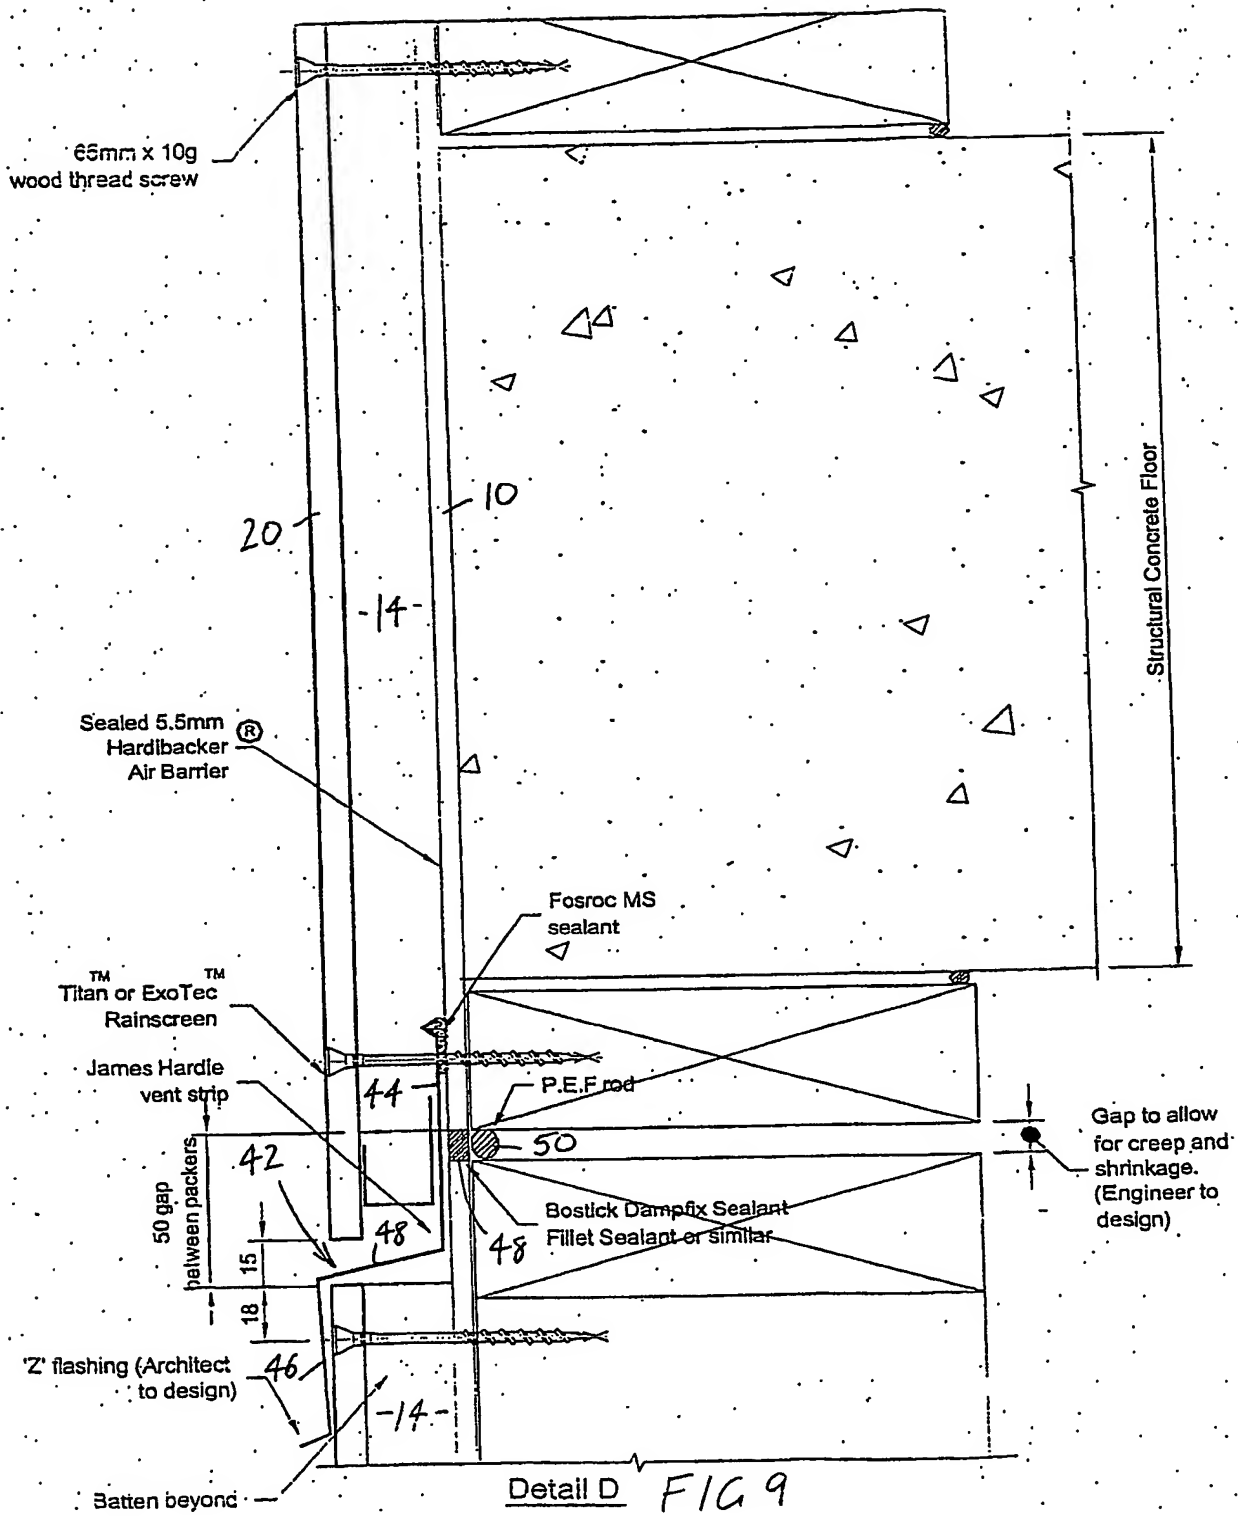 65mm x 10g
wood thread screw
20
10
-14-
Structural Concrete Floor
Sealed 5.5mm ®
Hardibacker
Air Barrier
Fosroc MS
sealant
TM TM
Titan or ExoTec
Rainscreen
James Hardie
vent strip
44
P.E.F rod
50
Gap to allow
for creep and
shrinkage.
(Engineer to
design)
50 gap
between packers
42
15
48
48
Bostick Dampfix Sealant
Fillet Sealant or similar
18
'Z' flashing (Architect
to design)
46
-14-
Batten beyond
Detail D FIG 9